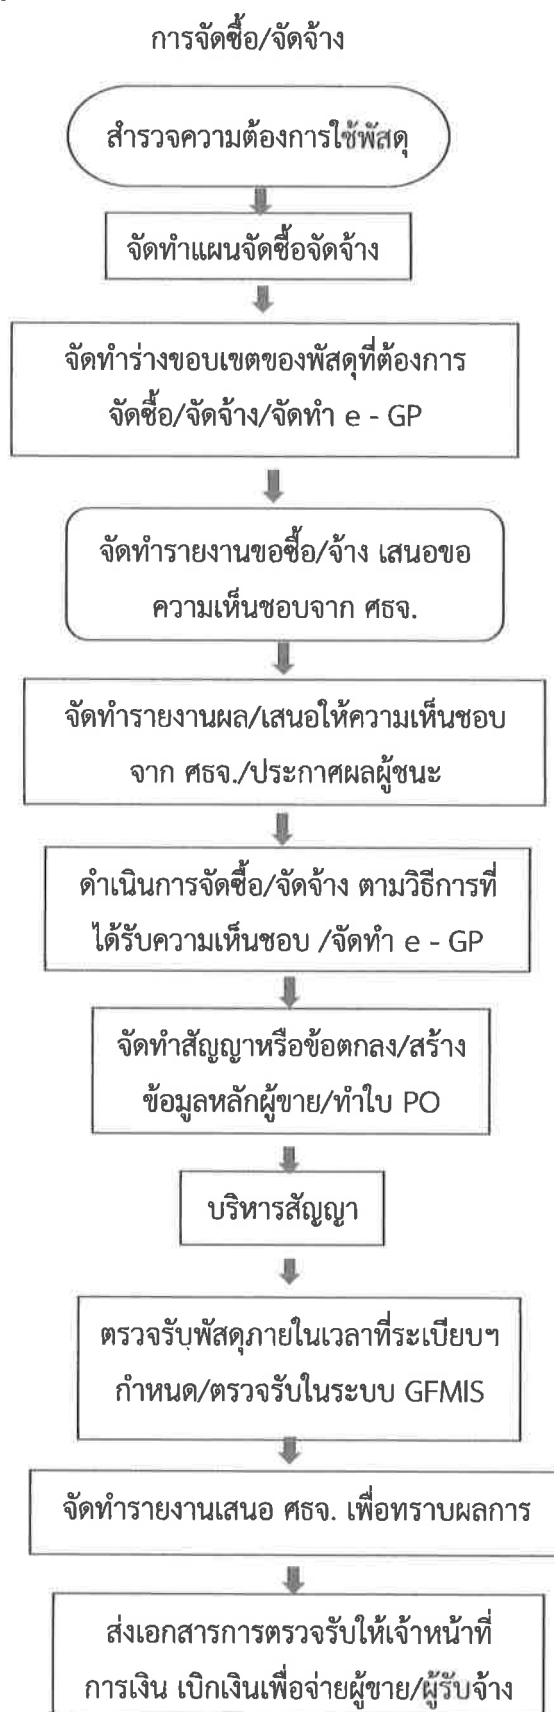 การจัดซื้อ/จัดจ้าง
สำรวจความต้องการใช้พัสดุ
จัดทำแผนจัดซื้อจัดจ้าง
จัดทำร่างขอบเขตของพัสดุที่ต้องการ
จัดซื้อ/จัดจ้าง/จัดทำ e - GP
จัดทำรายงานขอซื้อ/จ้าง เสนอขอ
ความเห็นชอบจาก ศธจ.
จัดทำรายงานผล/เสนอให้ความเห็นชอบ
จาก ศธจ./ประกาศผลผู้ชนะ
ดำเนินการจัดซื้อ/จัดจ้าง ตามวิธีการที่
ได้รับความเห็นชอบ /จัดทำ e - GP
จัดทำสัญญาหรือข้อตกลง/สร้าง
ข้อมูลหลักผู้ขาย/ทำใบ PO
บริหารสัญญา
ตรวจรับพัสดุภายในเวลาที่ระเบียบฯ
กำหนด/ตรวจรับในระบบ GFMIS
จัดทำรายงานเสนอ ศธจ. เพื่อทราบผลการ
ส่งเอกสารการตรวจรับให้เจ้าหน้าที่
การเงิน เบิกเงินเพื่อจ่ายผู้ขาย/ผู้รับจ้าง